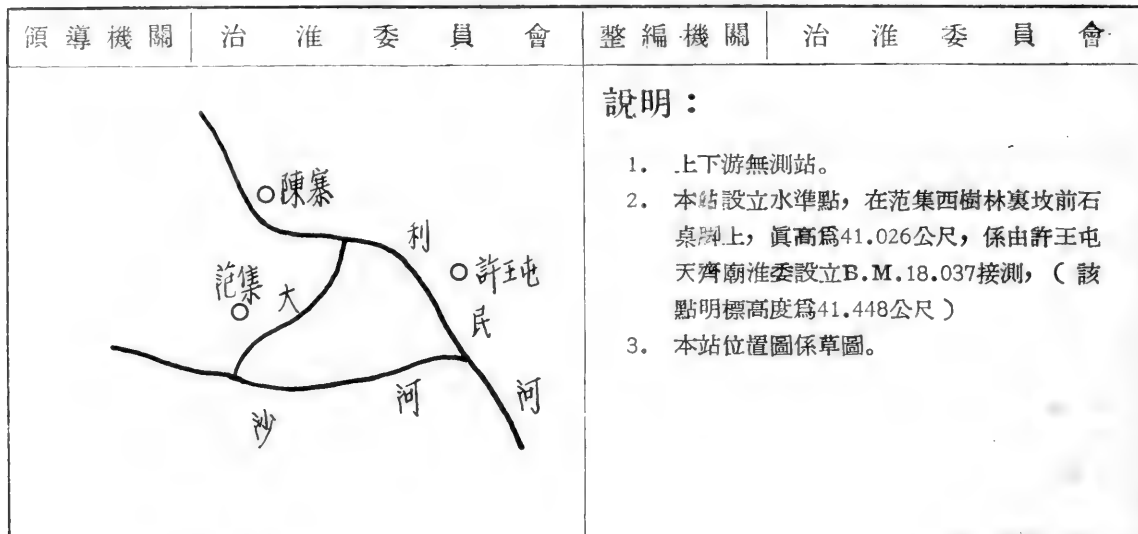 領導機關 治淮委員會 整編機關 治淮委員會
陳寨
利
許王屯
范集
大
民
沙
河
河
說明：
1. 上下游無測站。
2. 本站設立水準點，在范集西樹林裏坟前石
桌脚上，眞高爲41.026公尺，係由許王屯
天齊廟淮委設立B.M.18.037接測，（該
點明標高度爲41.448公尺）
3. 本站位置圖係草圖。